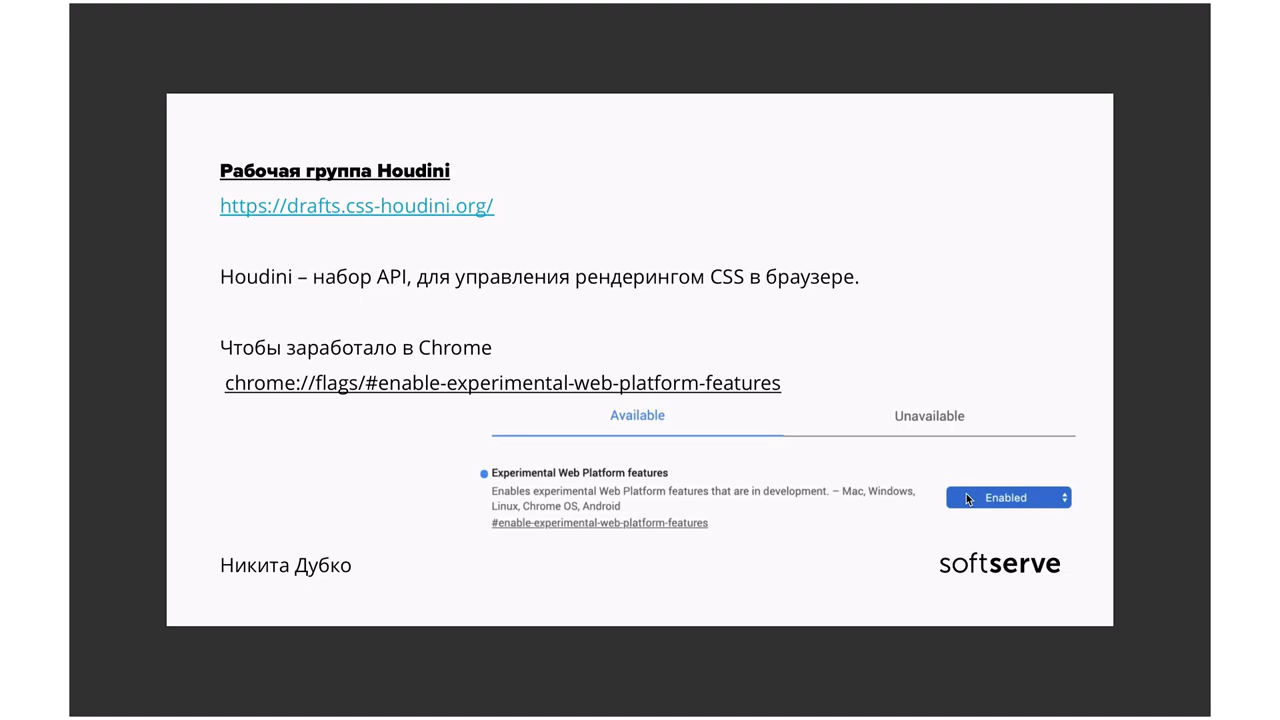 Рабочая группа Houdini
https://drafts.css-houdini.org/
Houdini – набор API, для управления рендерингом CSS в браузере.
Чтобы заработало в Chrome
chrome://flags/#enable-experimental-web-platform-features
Available
Unavailable
Experimental Web Platform features
Enables experimental Web Platform features that are in development. – Mac, Windows,
Linux, Chrome OS, Android
#enable-experimental-web-platform-features
Enabled
Никита Дубко
softserve